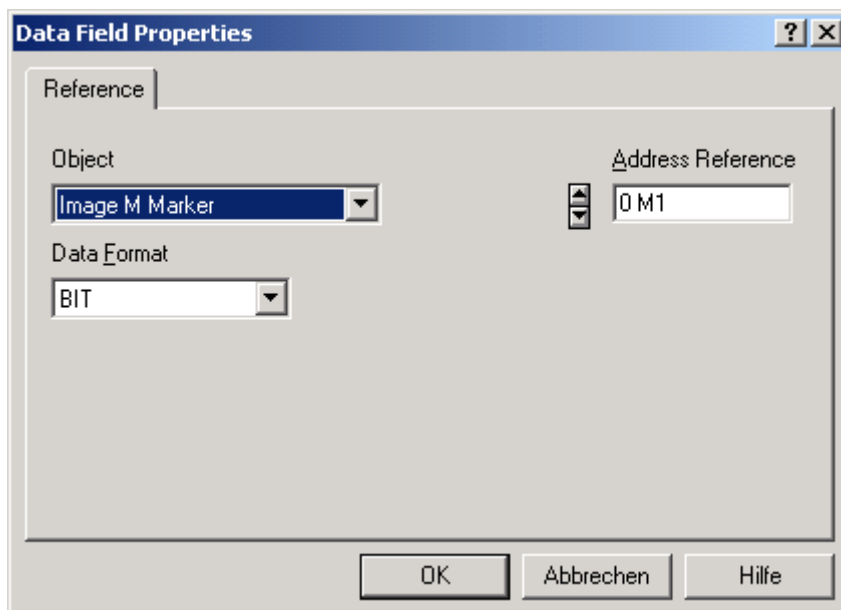 Data Field Properties
Reference
Object
Address Reference
Image M Marker
0 M1
Data Format
BIT
OK
Abbrechen
Hilfe